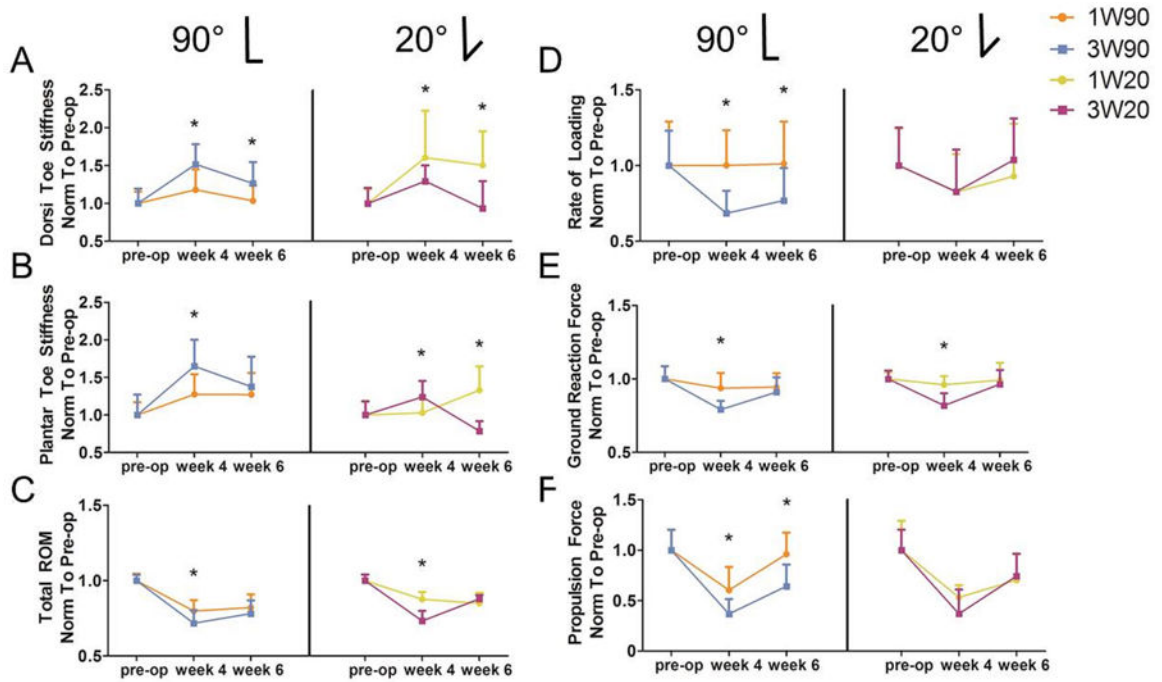 90° 20° 90° 20°
1W90
3W90
1W20
3W20
A
Dorsi Toe Stiffness
Norm To Pre-op
2.5
2.0
1.5
1.0
0.5
* *
* *
pre-op week 4 week 6
pre-op week 4 week 6
B
Plantar Toe Stiffness
Norm To Pre-op
2.5
2.0
1.5
1.0
0.5
*
* *
pre-op week 4 week 6
pre-op week 4 week 6
C
Total ROM
Norm To Pre-op
1.5
1.0
0.5
*
*
pre-op week 4 week 6
pre-op week 4 week 6
D
Rate of Loading
Norm To Pre-op
1.5
1.0
0.5
* *
pre-op week 4 week 6
pre-op week 4 week 6
E
Ground Reaction Force
Norm To Pre-op
1.5
1.0
0.5
*
*
pre-op week 4 week 6
pre-op week 4 week 6
F
Propulsion Force
Norm To Pre-op
1.5
1.0
0.5
0
* *
pre-op week 4 week 6
pre-op week 4 week 6